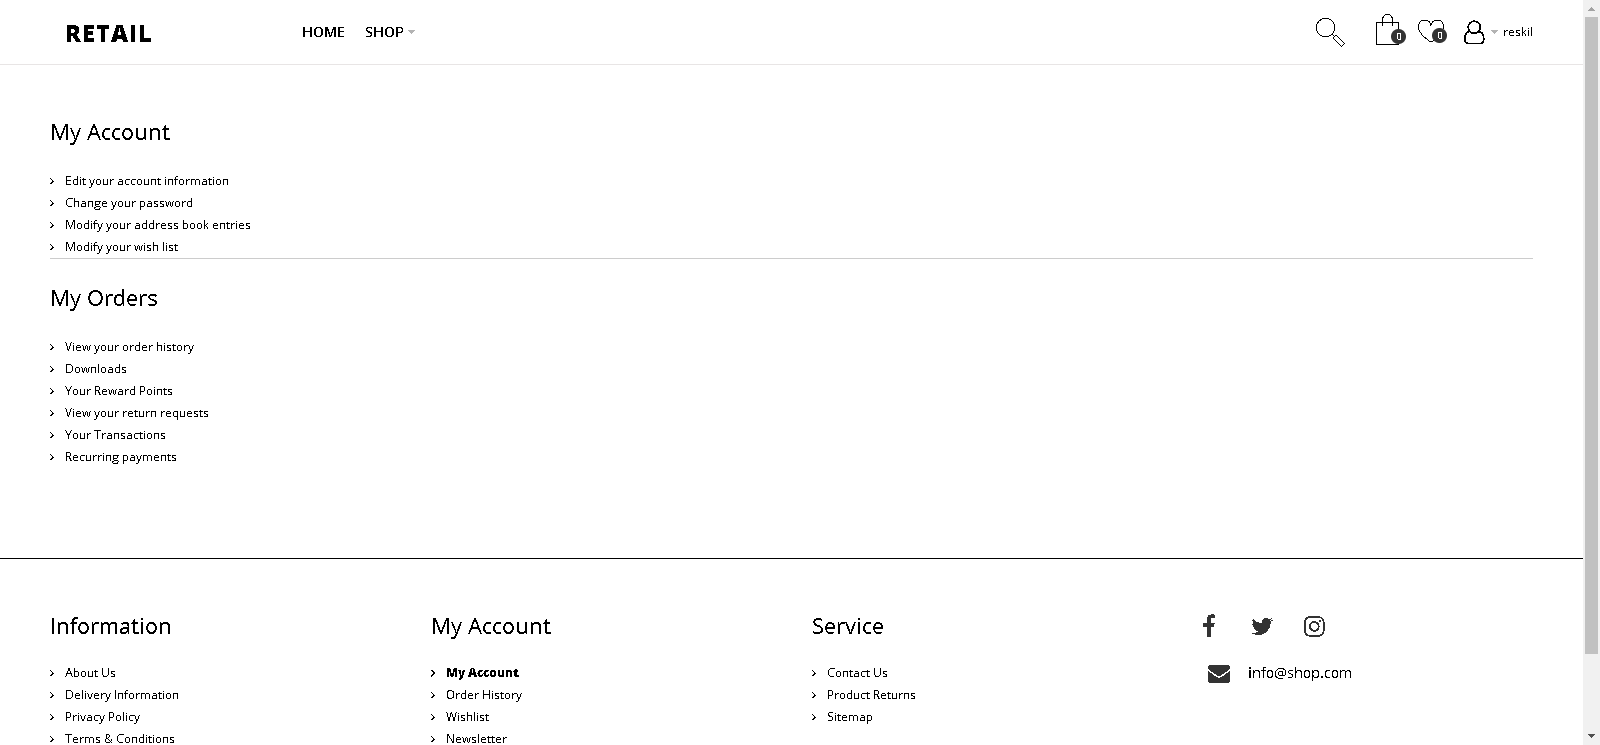 RETAIL
HOME
SHOP
0
0
reskil
My Account
Edit your account information
Change your password
Modify your address book entries
Modify your wish list
My Orders
View your order history
Downloads
Your Reward Points
View your return requests
Your Transactions
Recurring payments
Information
About Us
Delivery Information
Privacy Policy
Terms & Conditions
My Account
My Account
Order History
Wishlist
Newsletter
Service
Contact Us
Product Returns
Sitemap
info@shop.com